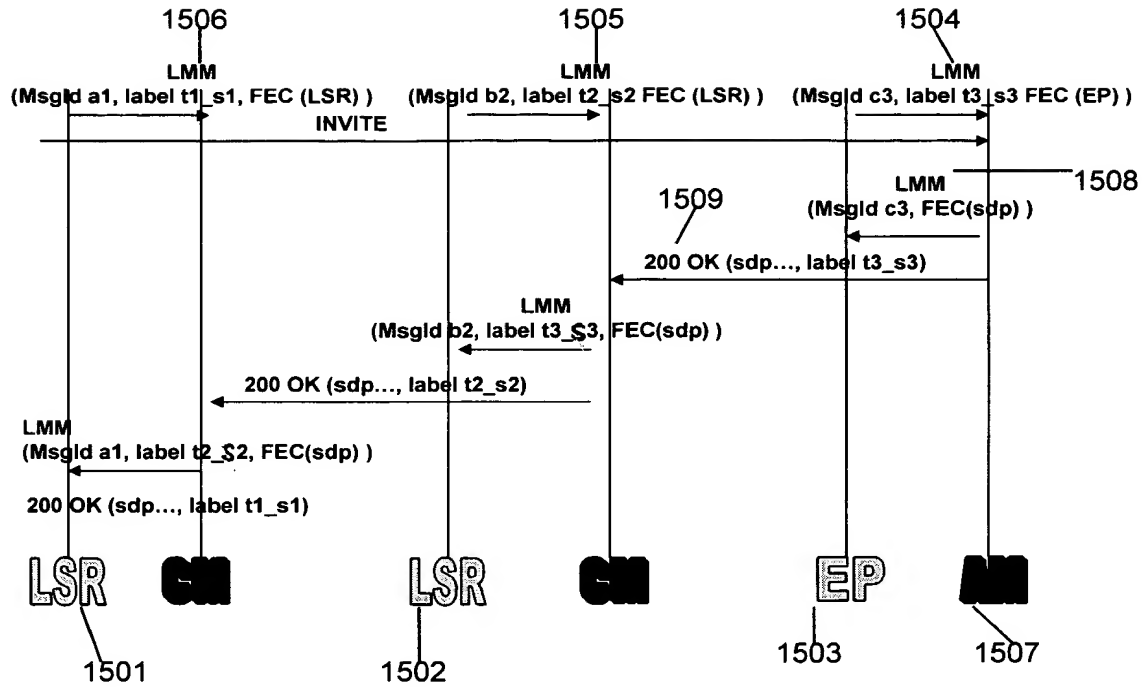 1506
1505
1504
LMM
(MsgId a1, label t1_s1, FEC (LSR) )
LMM
(MsgId b2, label t2_s2 FEC (LSR) )
LMM
(MsgId c3, label t3_s3 FEC (EP) )
INVITE
1508
LMM
(MsgId c3, FEC(sdp) )
1509
200 OK (sdp..., label t3_s3)
LMM
(MsgId b2, label t3_S3, FEC(sdp) )
200 OK (sdp..., label t2_s2)
LMM
(MsgId a1, label t2_S2, FEC(sdp) )
200 OK (sdp..., label t1_s1)
LSR
CM
LSR
CM
EP
AM
1501
1502
1503
1507